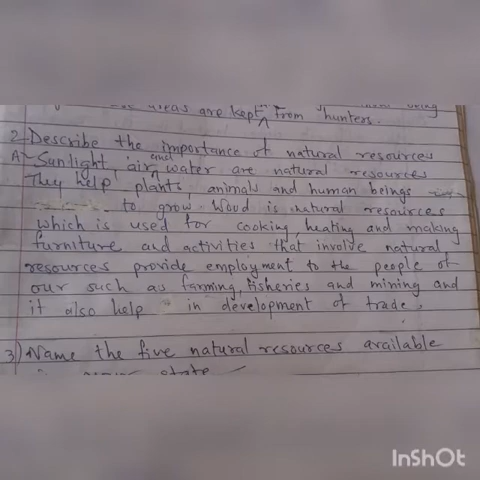 areas are kept from hunters.
2 Describe the importance of natural resources
A) Sunlight, air and water are natural resources
They help plants animals and human beings
to grow wood is natural resources
which is used for cooking, heating and making
furniture and activities that involve natural
resources provide employment to the people of
our such as farming, fisheries and mining and
it also help in development of trade.
3) Name the five natural resources available
state
InShOt